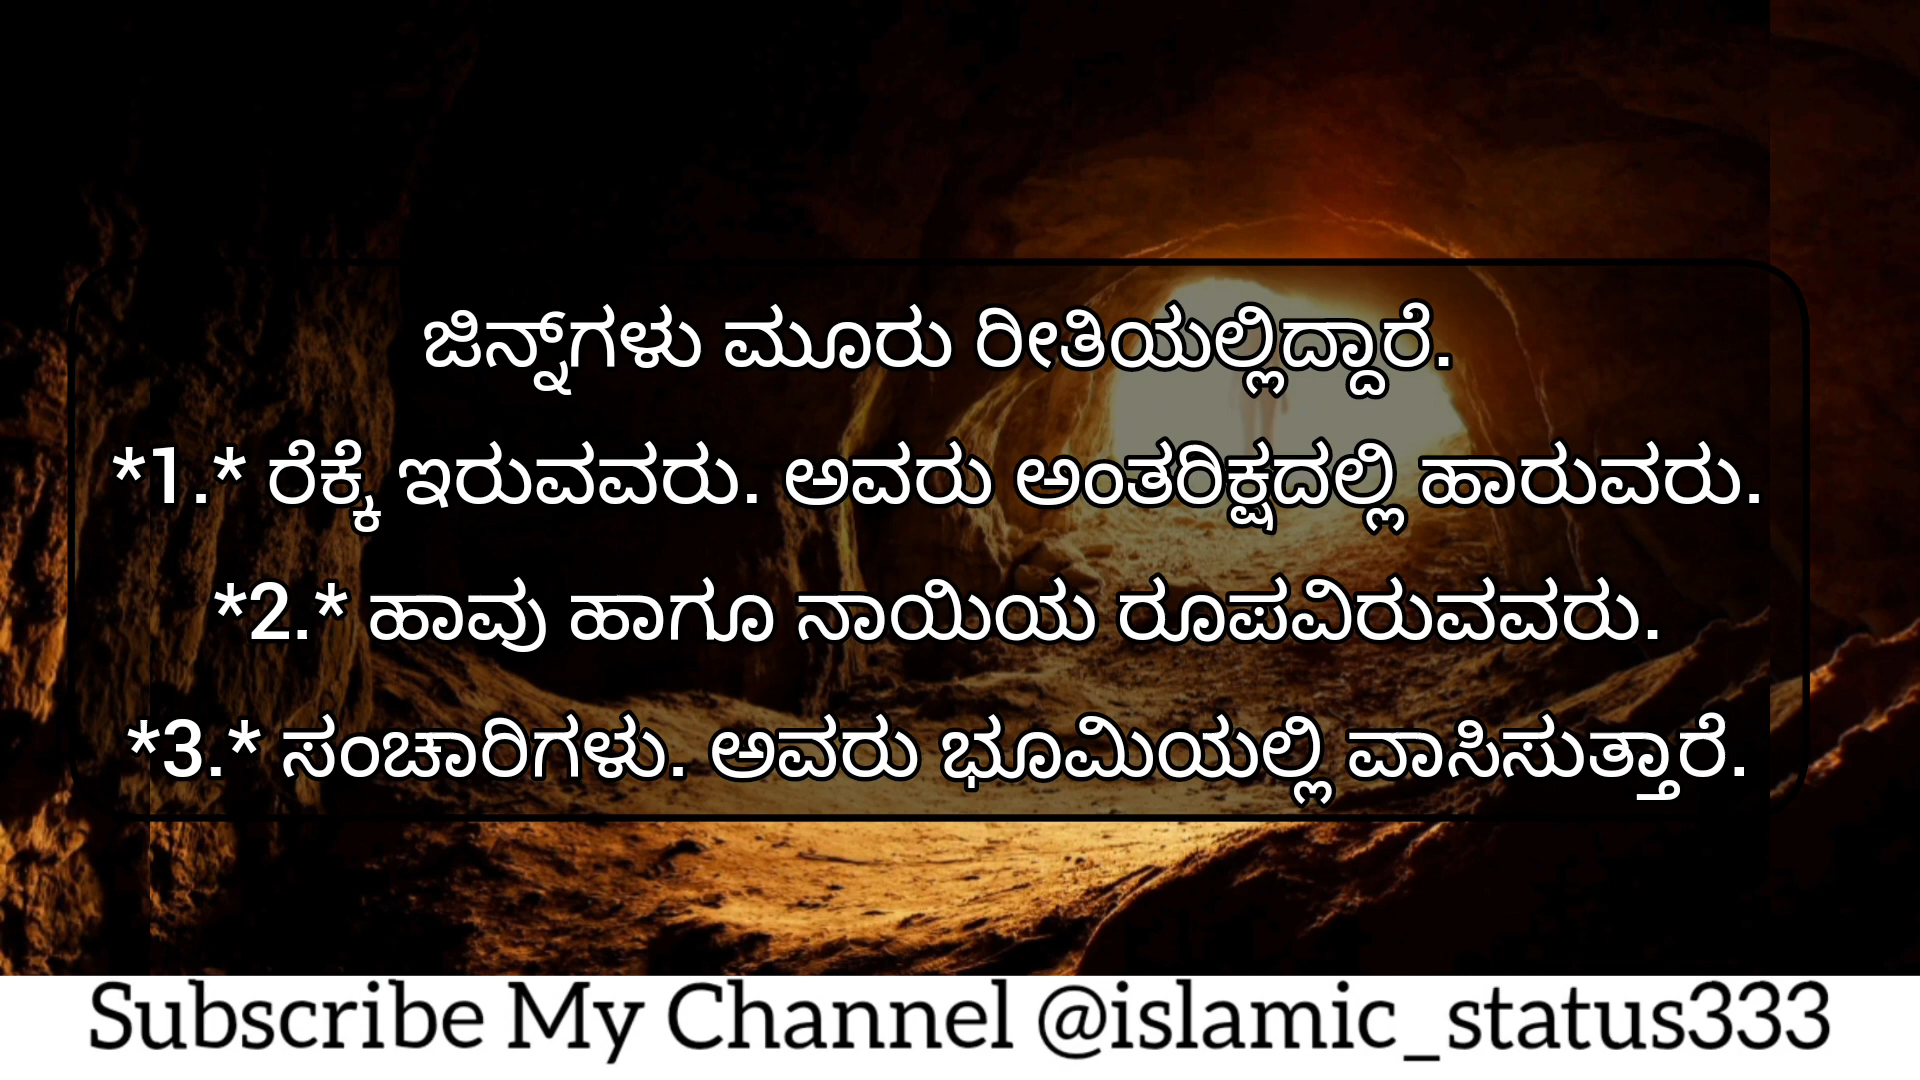 ಜಿನ್ನ್‌ಗಳು ಮೂರು ರೀತಿಯಲ್ಲಿದ್ದಾರೆ.
*1.* ರೆಕ್ಕೆ ಇರುವವರು. ಅವರು ಅಂತರಿಕ್ಷದಲ್ಲಿ ಹಾರುವರು.
*2.* ಹಾವು ಹಾಗೂ ನಾಯಿಯ ರೂಪವಿರುವವರು.
*3.* ಸಂಚಾರಿಗಳು. ಅವರು ಭೂಮಿಯಲ್ಲಿ ವಾಸಿಸುತ್ತಾರೆ.
Subscribe My Channel @islamic_status333